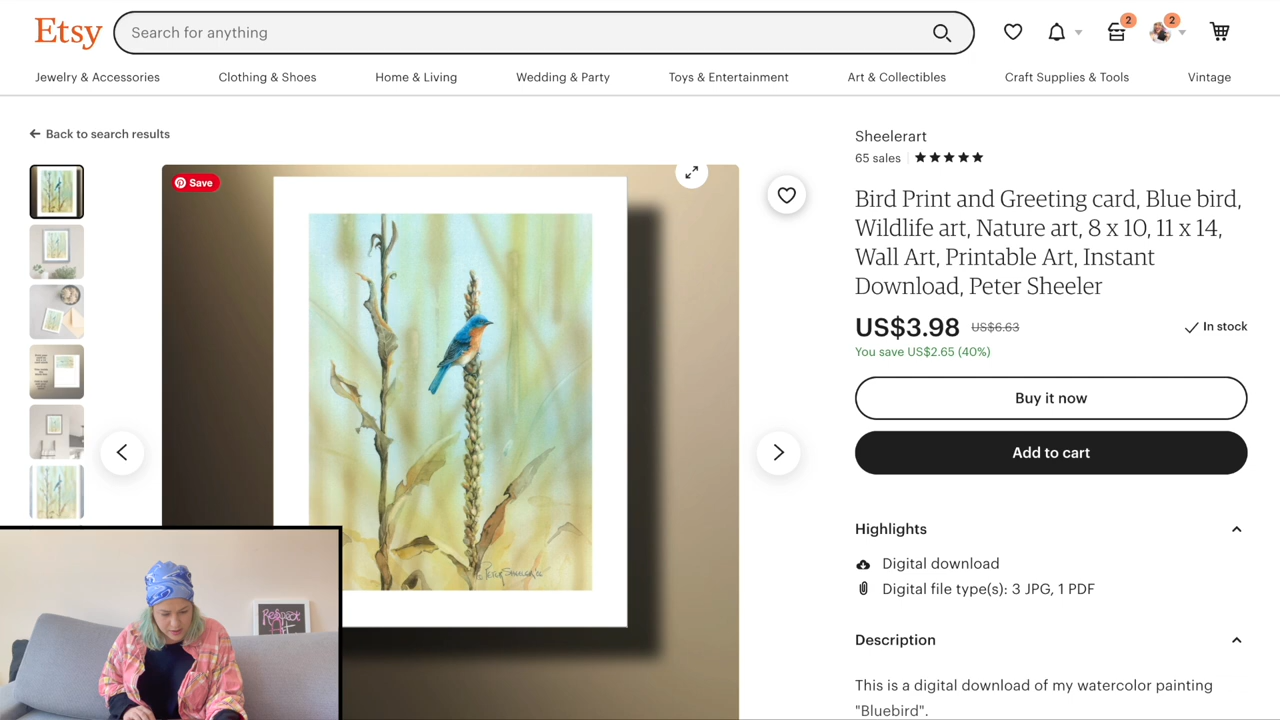 Etsy
Search for anything
2
2
Jewelry & Accessories
Clothing & Shoes
Home & Living
Wedding & Party
Toys & Entertainment
Art & Collectibles
Craft Supplies & Tools
Vintage
Back to search results
Save
Sheelerart
65 sales
Bird Print and Greeting card, Blue bird,
Wildlife art, Nature art, 8 x 10, 11 x 14,
Wall Art, Printable Art, Instant
Download, Peter Sheeler
US$3.98 US$6.63
In stock
You save US$2.65 (40%)
Buy it now
Add to cart
Highlights
Digital download
Digital file type(s): 3 JPG, 1 PDF
Description
This is a digital download of my watercolor painting
"Bluebird".
PETER SHEELER